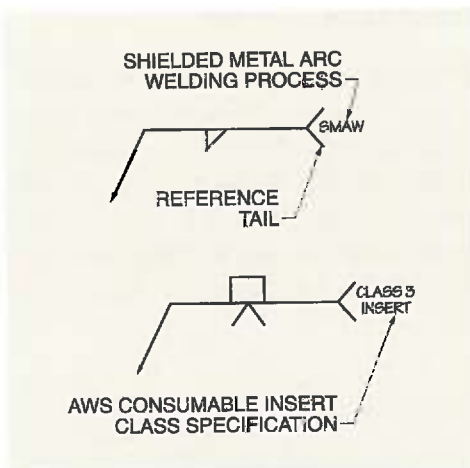 SHIELDED METAL ARC
WELDING PROCESS
SMAW
REFERENCE
TAIL
CLASS 3
INSERT
AWS CONSUMABLE INSERT
CLASS SPECIFICATION